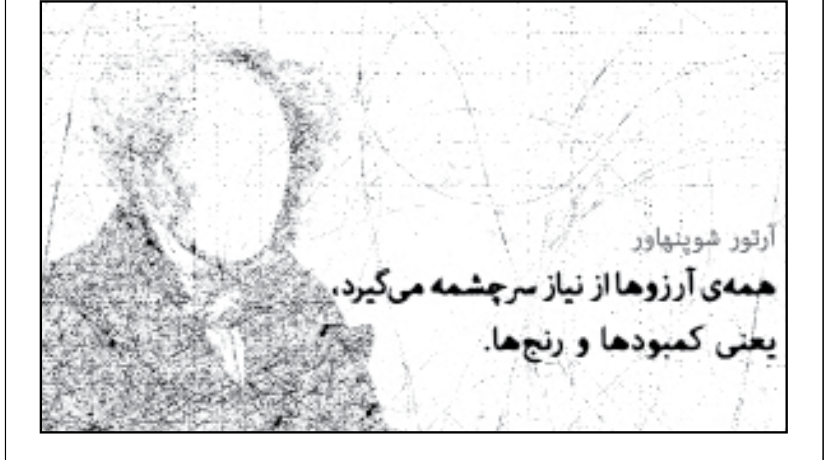 آرتور شوپنهاور
همه‌ی آرزوها از نیاز سرچشمه می‌گیرد،
یعنی کمبودها و رنج‌ها.